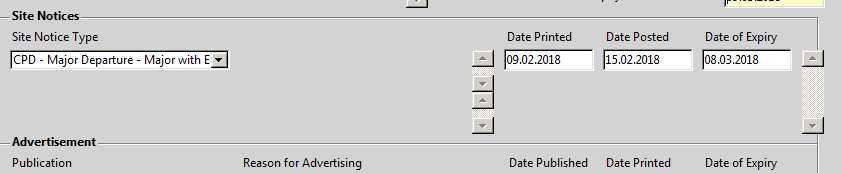 Site Notices
Site Notice Type Date Printed Date Posted Date of Expiry
CPD - Major Departure - Major with E 09.02.2018 15.02.2018 08.03.2018
Advertisement
Publication Reason for Advertising Date Published Date Printed Date of Expiry